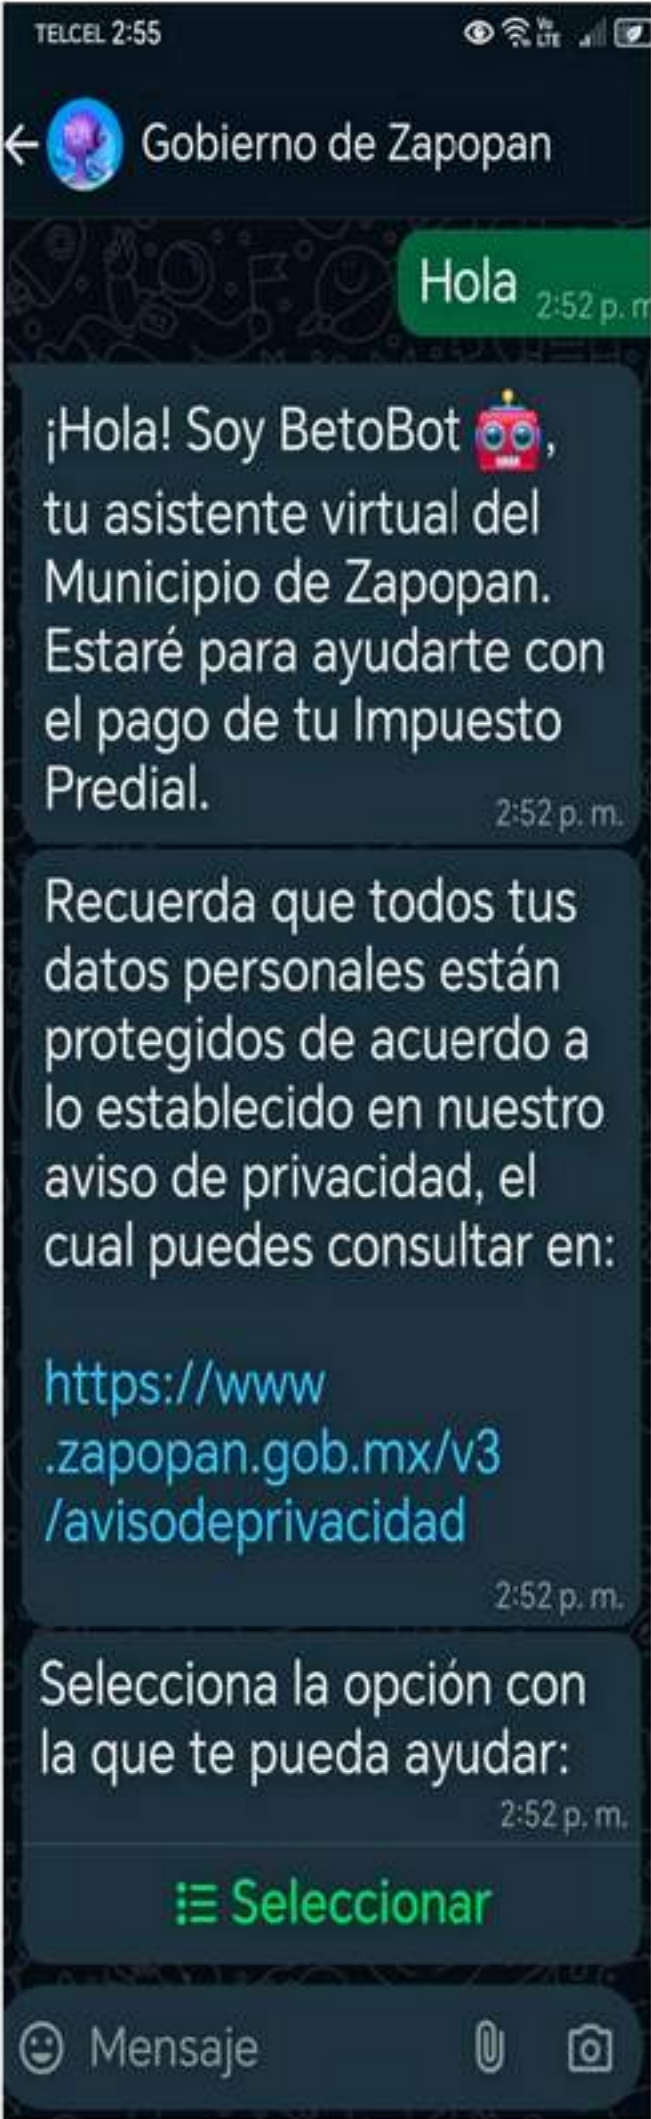 TELCEL 2:55
Gobierno de Zapopan
Hola 2:52 p. m
¡Hola! Soy BetoBot 🤖,
tu asistente virtual del
Municipio de Zapopan.
Estaré para ayudarte con
el pago de tu Impuesto
Predial.
2:52 p. m.
Recuerda que todos tus
datos personales están
protegidos de acuerdo a
lo establecido en nuestro
aviso de privacidad, el
cual puedes consultar en:
https://www
.zapopan.gob.mx/v3
/avisodeprivacidad
2:52 p. m.
Selecciona la opción con
la que te pueda ayudar:
2:52 p. m.
Seleccionar
Mensaje